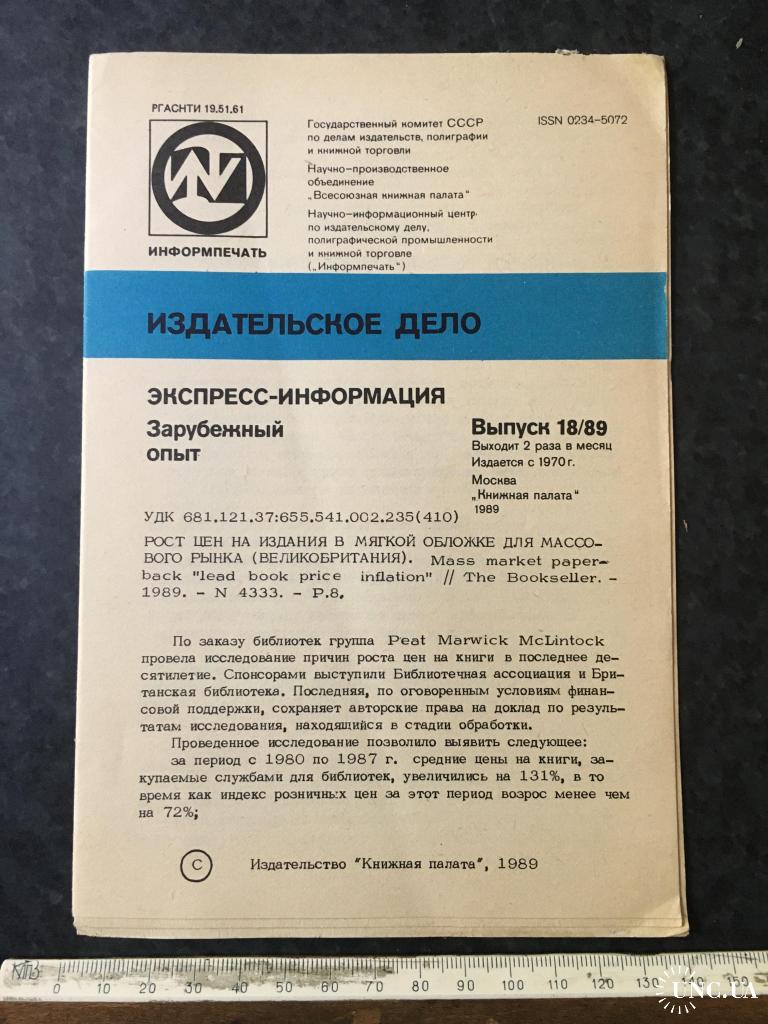 РГАСНТИ 19.51.61
ИНФОРМПЕЧАТЬ
Государственный комитет СССР
по делам издательств, полиграфии
и книжной торговли
Научно-производственное
объединение
„Всесоюзная книжная палата"
Научно-информационный центр
по издательскому делу,
полиграфической промышленности
и книжной торговле
(„Информпечать")
ISSN 0234-5072
ИЗДАТЕЛЬСКОЕ ДЕЛО
ЭКСПРЕСС-ИНФОРМАЦИЯ
Зарубежный
опыт
Выпуск 18/89
Выходит 2 раза в месяц
Издается с 1970 г.
Москва
„Книжная палата"
1989
УДК 681.121.37:655.541.002.235(410)
РОСТ ЦЕН НА ИЗДАНИЯ В МЯГКОЙ ОБЛОЖКЕ ДЛЯ МАССО-
ВОГО РЫНКА (ВЕЛИКОБРИТАНИЯ). Mass market paper-
back "lead book price inflation" // The Bookseller. -
1989. - N 4333. - P.8.
По заказу библиотек группа Peat Marwick McLintock
провела исследование причин роста цен на книги в последнее де-
сятилетие. Спонсорами выступили Библиотечная ассоциация и Бри-
танская библиотека. Последняя, по оговоренным условиям финан-
совой поддержки, сохраняет авторские права на доклад по резуль-
татам исследования, находящийся в стадии обработки.
Проведенное исследование позволило выявить следующее:
за период с 1980 по 1987 г. средние цены на книги, за-
купаемые службами для библиотек, увеличились на 131%, в то
время как индекс розничных цен за этот период возрос менее чем
на 72%;
С Издательство "Книжная палата", 1989
0 10 20 30 40 50 60 70 80 90 100 110 120 130 140 150
UNC.UA